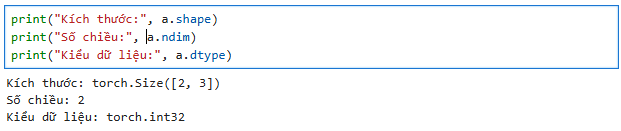 print("Kích thước:", a.shape)
print("Số chiều:", a.ndim)
print("Kiểu dữ liệu:", a.dtype)
Kích thước: torch.Size([2, 3])
Số chiều: 2
Kiểu dữ liệu: torch.int32